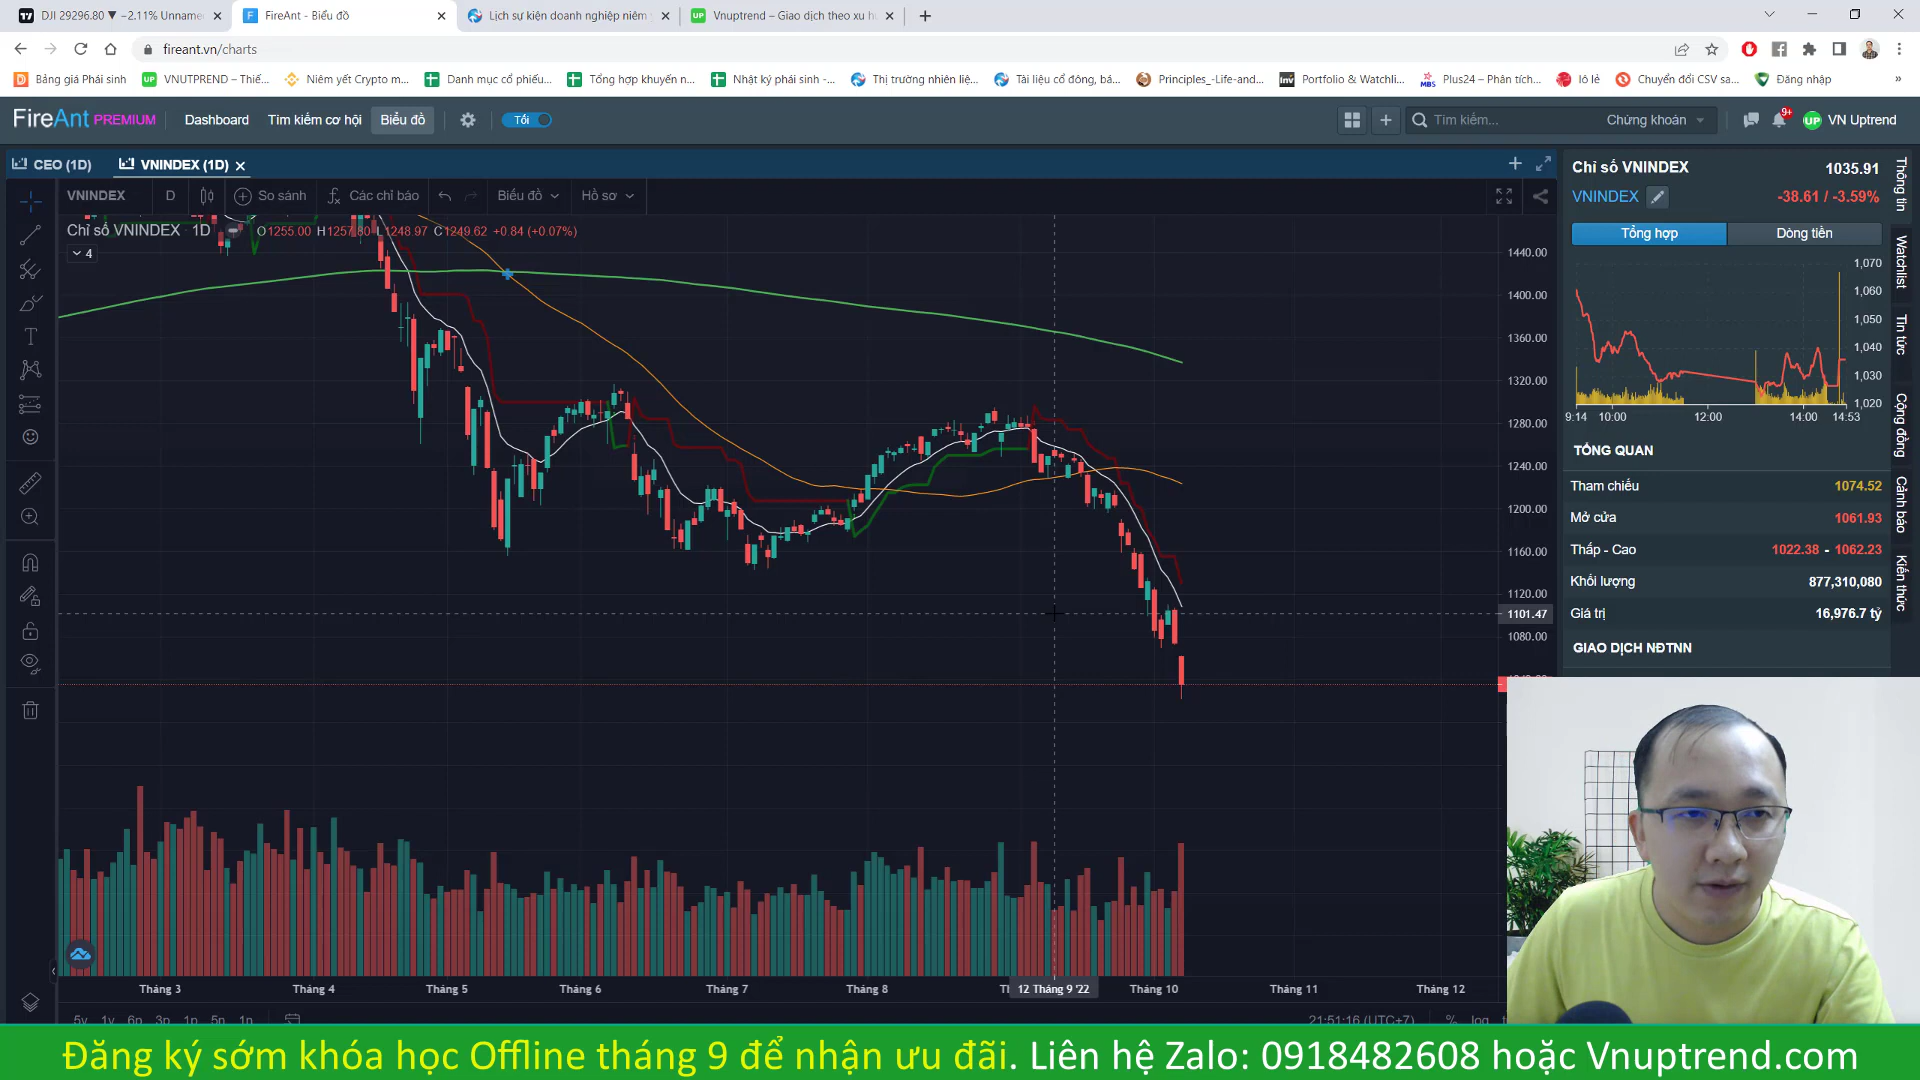 DJI 29296.80 ▼ −2.11% Unname
FireAnt - Biểu đồ
Lịch sự kiện doanh nghiệp niêm
Vnuptrend – Giao dịch theo xu h
fireant.vn/charts
Bảng giá Phái sinh
VNUTPREND – Thiế...
Niêm yết Crypto m...
Danh mục cổ phiếu...
Tổng hợp khuyến n...
Nhật ký phái sinh -...
Thị trường nhiên liệ...
Tài liệu cổ đông, bá...
Principles_-Life-and...
Portfolio & Watchli...
Plus24 – Phân tích...
lô lẻ
Chuyển đổi CSV sa...
Đăng nhập
»
FireAnt PREMIUM
Dashboard
Tìm kiếm cơ hội
Biểu đồ
Tối
Tìm kiếm...
Chứng khoán
9+
VN Uptrend
CEO (1D)
VNINDEX (1D)
VNINDEX
D
So sánh
Các chỉ báo
Biểu đồ
Hồ sơ
Chỉ số VNINDEX 1D
O1255.00 H1257.80 L1248.97 C1249.62 +0.84 (+0.07%)
4
1440.00
1400.00
1360.00
1320.00
1280.00
1240.00
1200.00
1160.00
1120.00
1101.47
1080.00
Tháng 3
Tháng 4
Tháng 5
Tháng 6
Tháng 7
Tháng 8
12 Tháng 9 '22
Tháng 10
Tháng 11
Tháng 12
5y 1y 6p 3p 1p 5n 1n
21:51:16 (UTC+7)
% log
Chỉ số VNINDEX
1035.91
VNINDEX
-38.61 / -3.59%
Tổng hợp
Dòng tiền
1,070
1,060
1,050
1,040
1,030
1,020
9:14 10:00 12:00 14:00 14:53
TỔNG QUAN
Tham chiếu 1074.52
Mở cửa 1061.93
Thấp - Cao 1022.38 - 1062.23
Khối lượng 877,310,080
Giá trị 16,976.7 tỷ
GIAO DỊCH NĐTNN
Thông tin
Watchlist
Tin tức
Cộng đồng
Cảnh báo
Kiến thức
Đăng ký sớm khóa học Offline tháng 9 để nhận ưu đãi. Liên hệ Zalo: 0918482608 hoặc Vnuptrend.com